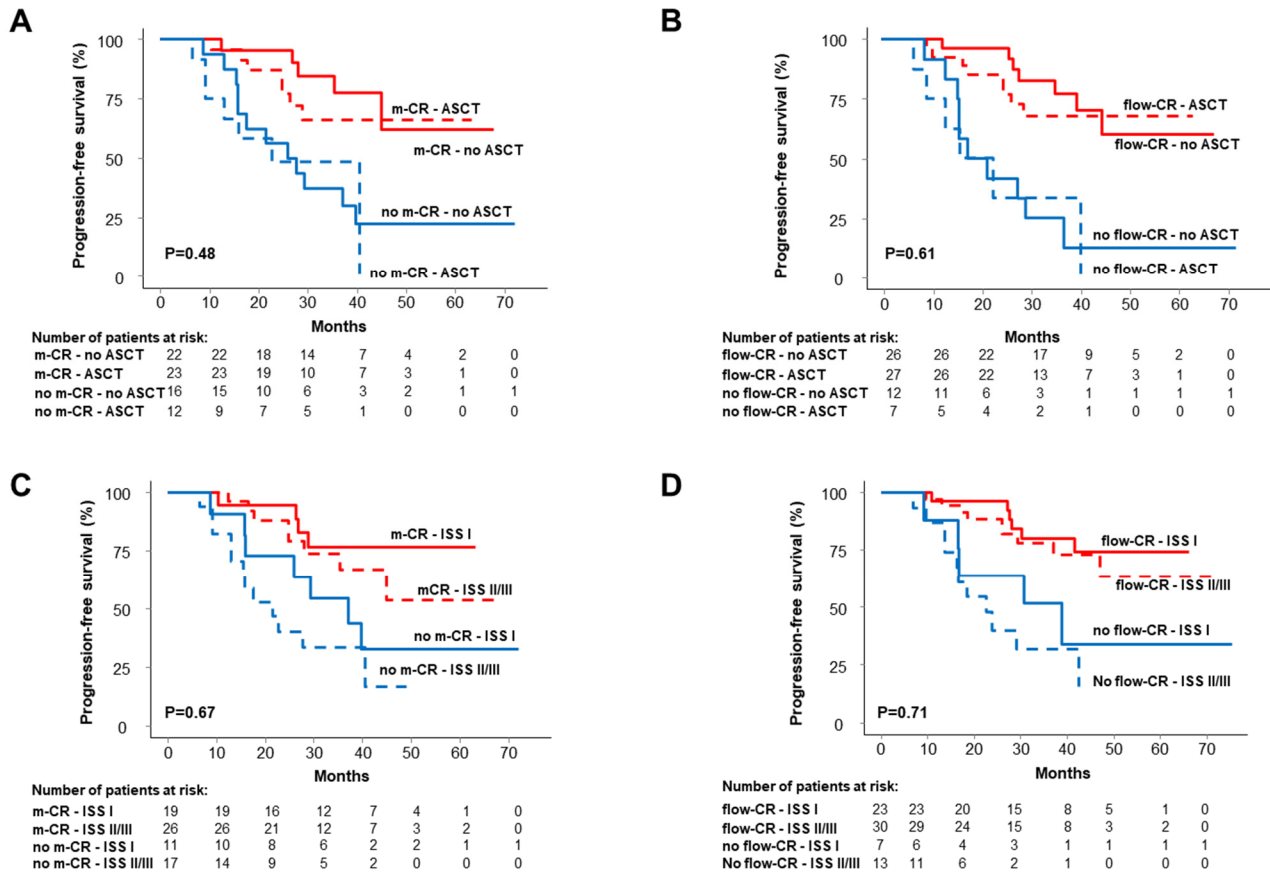 A
Progression-free survival (%)
100
75
50
25
0
m-CR - ASCT
m-CR - no ASCT
no m-CR - no ASCT
no m-CR - ASCT
P=0.48
0 10 20 30 40 50 60 70
Months
Number of patients at risk:
m-CR - no ASCT 22 22 18 14 7 4 2 0
m-CR - ASCT 23 23 19 10 7 3 1 0
no m-CR - no ASCT 16 15 10 6 3 2 1 1
no m-CR - ASCT 12 9 7 5 1 0 0 0
B
Progression-free survival (%)
100
75
50
25
0
flow-CR - ASCT
flow-CR - no ASCT
no flow-CR - no ASCT
no flow-CR - ASCT
P=0.61
0 10 20 30 40 50 60 70
Months
Number of patients at risk:
flow-CR - no ASCT 26 26 22 17 9 5 2 0
flow-CR - ASCT 27 26 22 13 7 3 1 0
no flow-CR - no ASCT 12 11 6 3 1 1 1 1
no flow-CR - ASCT 7 5 4 2 1 0 0 0
C
Progression-free survival (%)
100
75
50
25
0
m-CR - ISS I
mCR - ISS II/III
no m-CR - ISS I
no m-CR - ISS II/III
P=0.67
0 10 20 30 40 50 60 70
Months
Number of patients at risk:
m-CR - ISS I 19 19 16 12 7 4 1 0
m-CR - ISS II/III 26 26 21 12 7 3 2 0
no m-CR - ISS I 11 10 8 6 2 2 1 1
no m-CR - ISS II/III 17 14 9 5 2 0 0 0
D
Progression-free survival (%)
100
75
50
25
0
flow-CR - ISS I
flow-CR - ISS II/III
no flow-CR - ISS I
No flow-CR - ISS II/III
P=0.71
0 10 20 30 40 50 60 70
Months
Number of patients at risk:
flow-CR - ISS I 23 23 20 15 8 5 1 0
flow-CR - ISS II/III 30 29 24 15 8 3 2 0
no flow-CR - ISS I 7 6 4 3 1 1 1 1
No flow-CR - ISS II/III 13 11 6 2 1 0 0 0